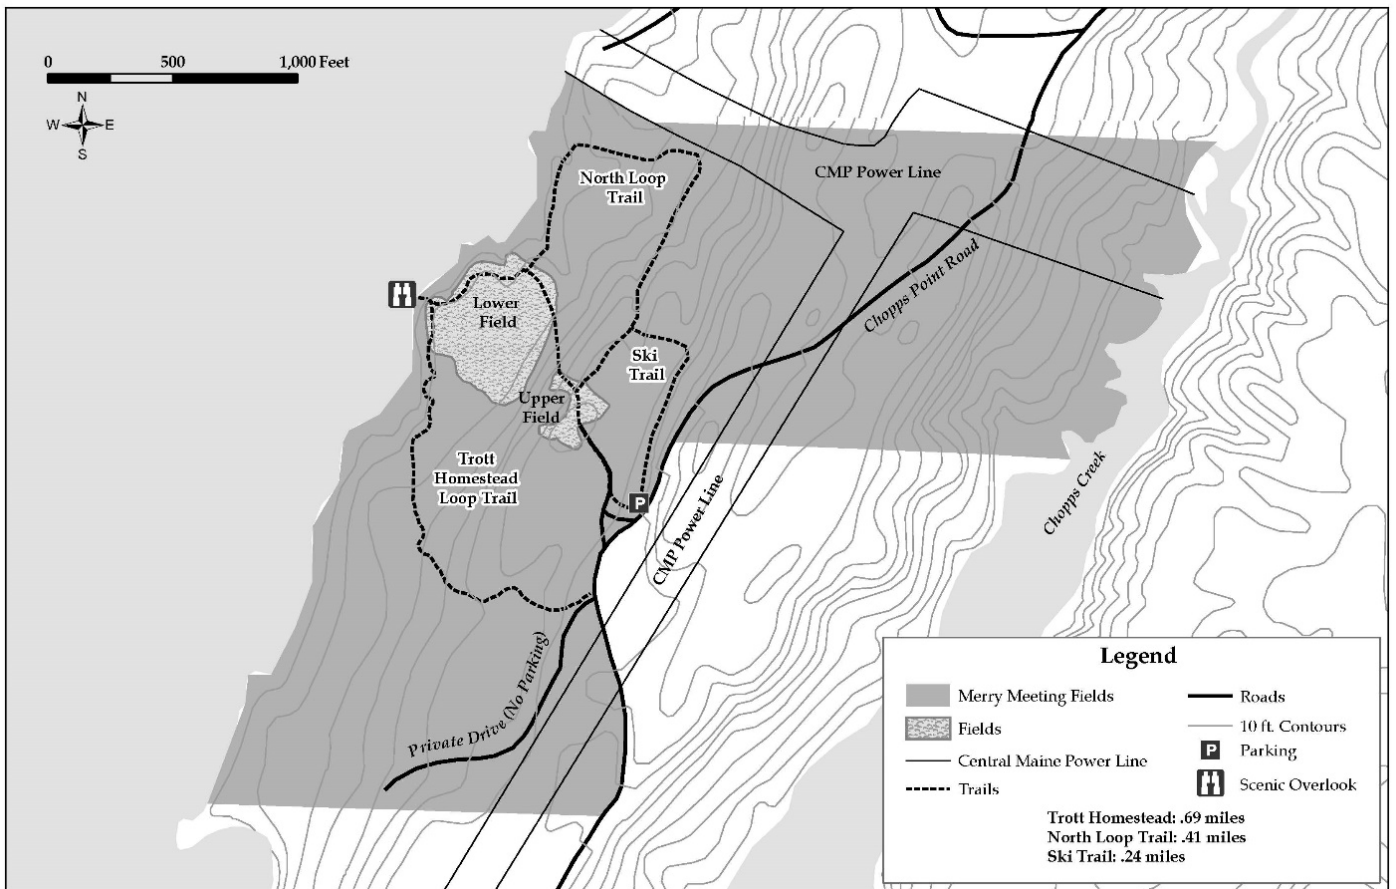 0 500 1,000 Feet
N
W E
S
North Loop
Trail
CMP Power Line
Chopps Point Road
Lower
Field
Ski
Trail
Upper
Field
Trott
Homestead
Loop Trail
P
CMP Power Line
Chopps Creek
Private Drive (No Parking)
Legend
Merry Meeting Fields
Fields
Central Maine Power Line
Trails
Roads
10 ft. Contours
P Parking
Scenic Overlook
Trott Homestead: .69 miles
North Loop Trail: .41 miles
Ski Trail: .24 miles